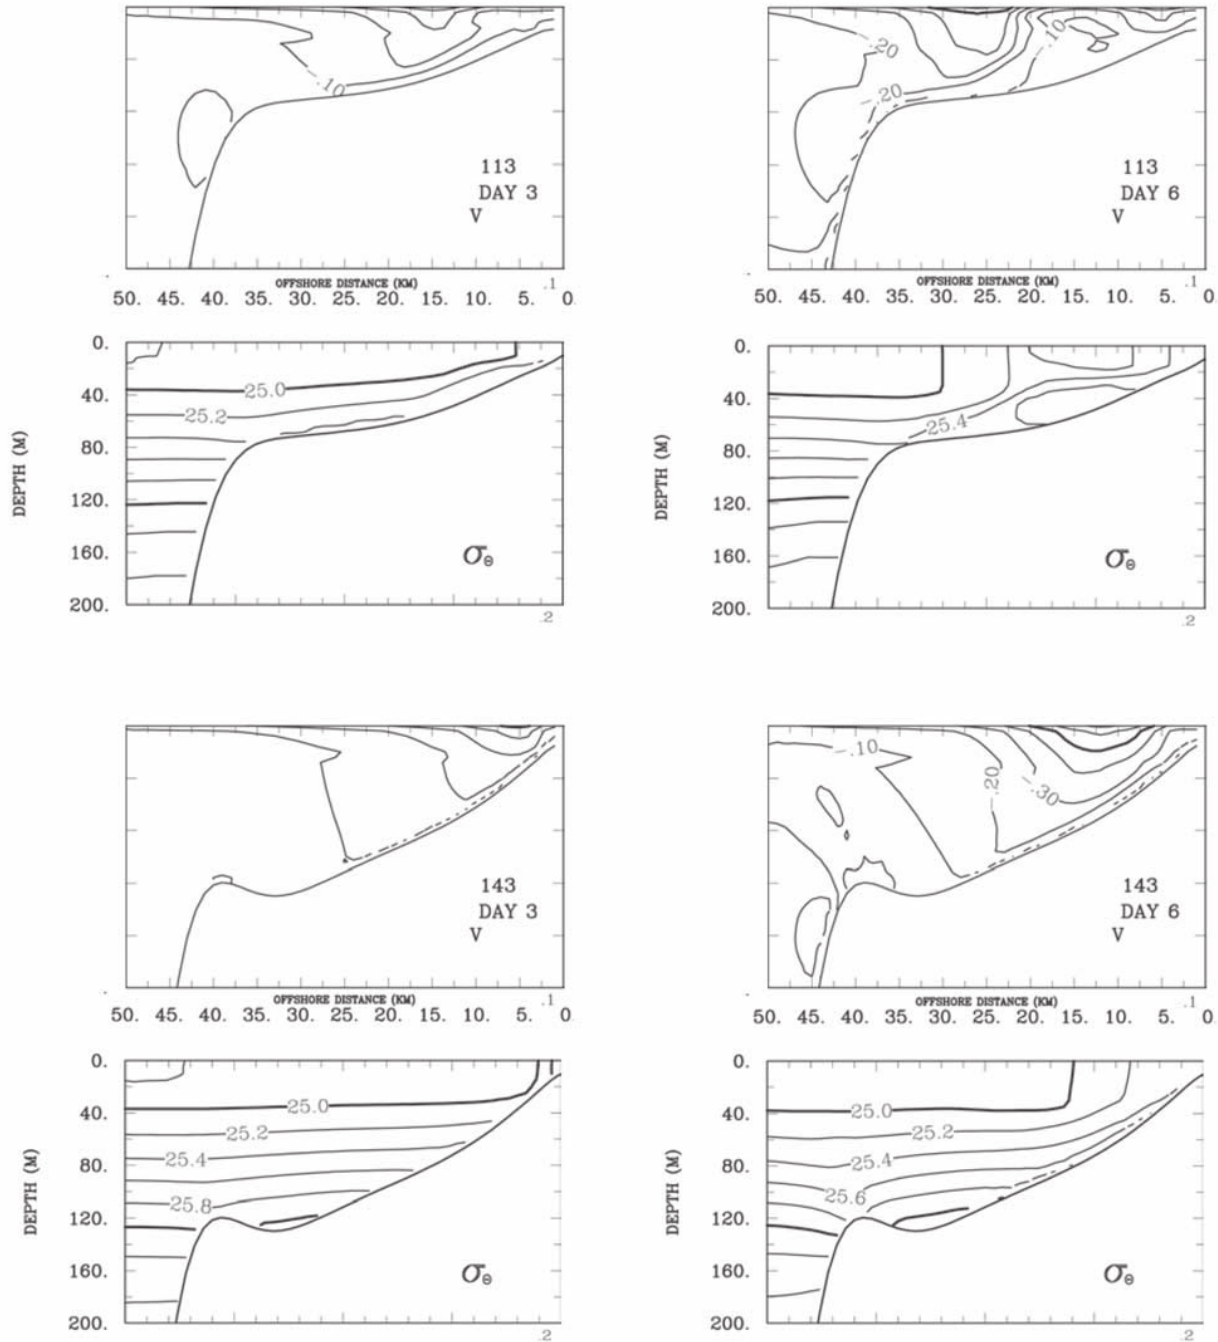 -.10
113
DAY 3
V
OFFSHORE DISTANCE (KM)
.1
50. 45. 40. 35. 30. 25. 20. 15. 10. 5. 0.
-.20
-.10
-.20
113
DAY 6
V
OFFSHORE DISTANCE (KM)
.1
50. 45. 40. 35. 30. 25. 20. 15. 10. 5. 0.
DEPTH (M)
0.
40.
80.
120.
160.
200.
25.0
25.2
σθ
.2
DEPTH (M)
0.
40.
80.
120.
160.
200.
25.4
σθ
.2
143
DAY 3
V
OFFSHORE DISTANCE (KM)
.1
50. 45. 40. 35. 30. 25. 20. 15. 10. 5. 0.
-.10
-.20
-.30
143
DAY 6
V
OFFSHORE DISTANCE (KM)
.1
50. 45. 40. 35. 30. 25. 20. 15. 10. 5. 0.
DEPTH (M)
0.
40.
80.
120.
160.
200.
25.0
25.2
25.4
25.8
σθ
.2
DEPTH (M)
0.
40.
80.
120.
160.
200.
25.0
25.2
25.4
25.6
σθ
.2